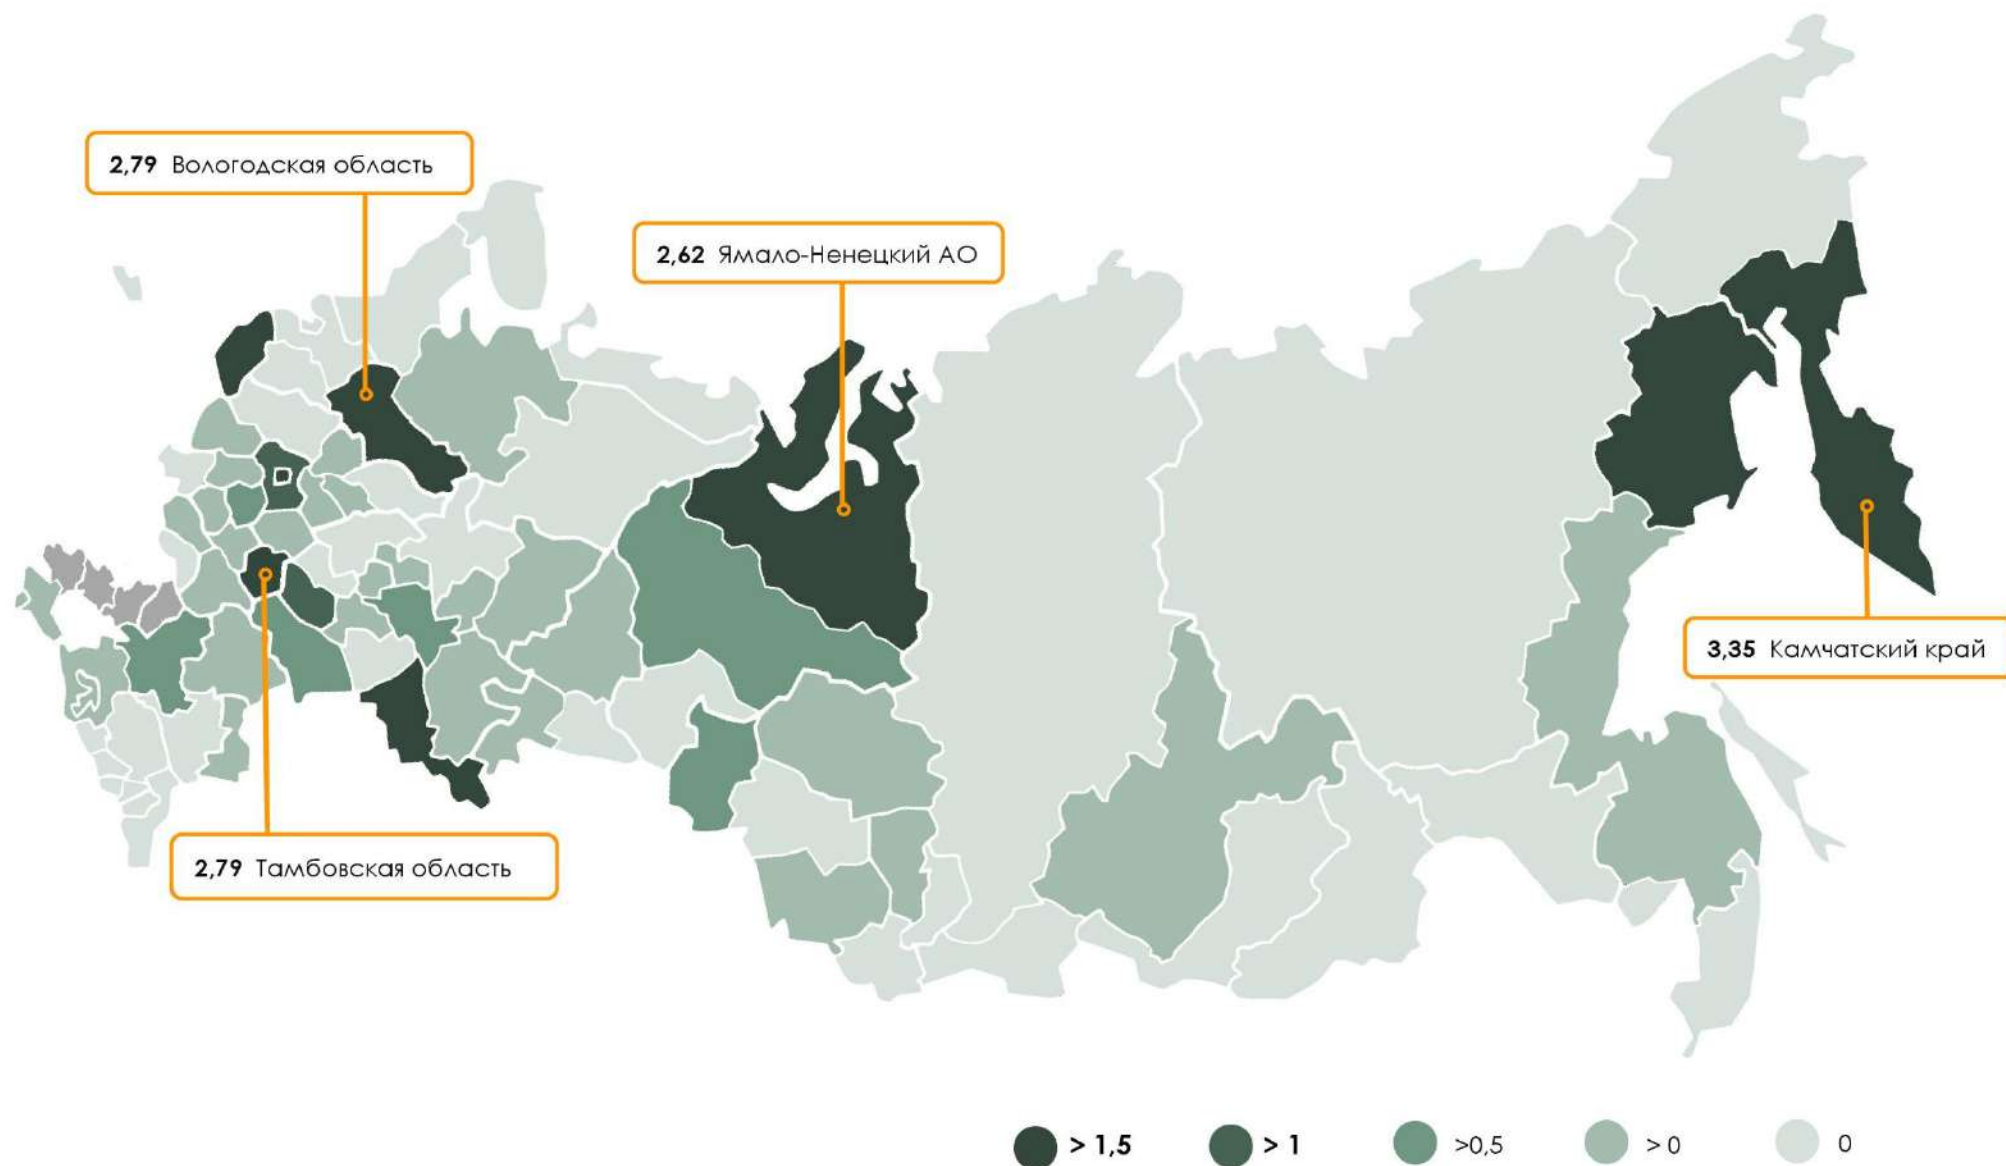 2,79 Вологодская область
2,62 Ямало-Ненецкий АО
3,35 Камчатский край
2,79 Тамбовская область
> 1,5
> 1
>0,5
> 0
0